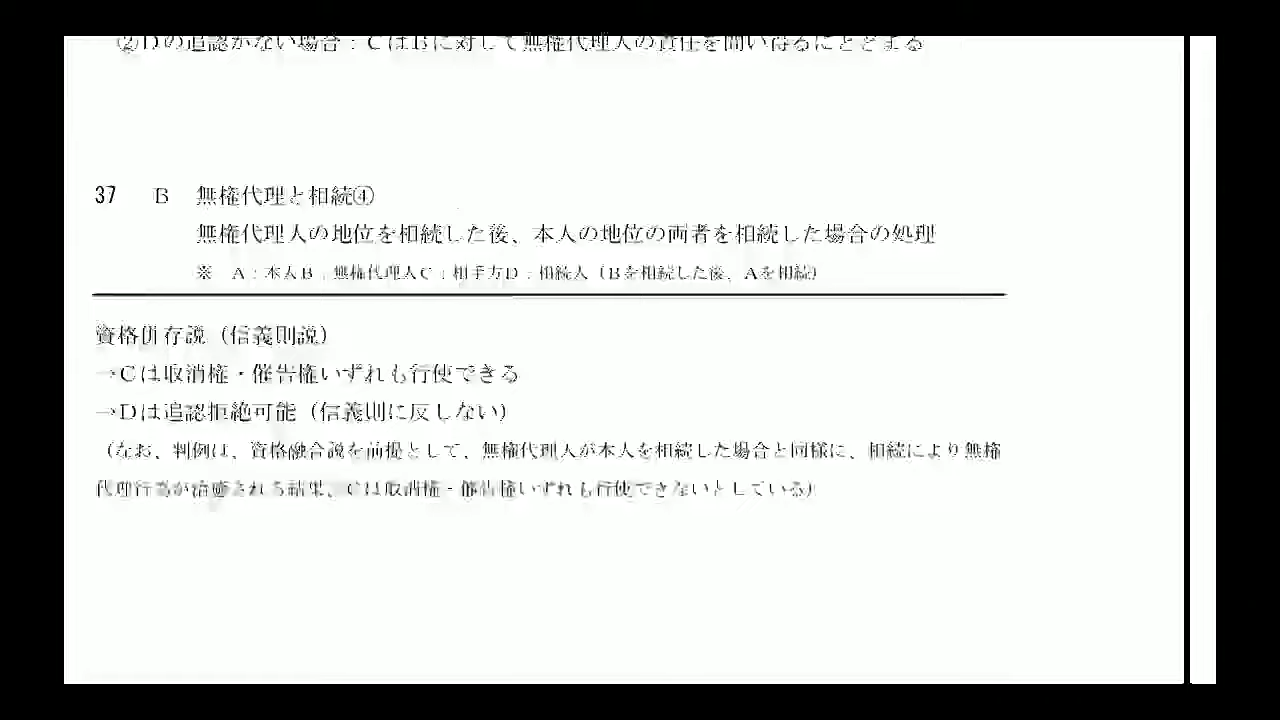 ②Dの追認がない場合：CはBに対して無権代理人の責任を問い得るにとどまる
37 B 無権代理と相続④
無権代理人の地位を相続した後、本人の地位の両者を相続した場合の処理
※ A：本人B：無権代理人C：相手方D：相続人（Bを相続した後、Aを相続）
資格併存説（信義則説）
→Cは取消権・催告権いずれも行使できる
→Dは追認拒絶可能（信義則に反しない）
（なお、判例は、資格融合説を前提として、無権代理人が本人を相続した場合と同様に、相続により無権
代理行為が治癒される結果、Cは取消権・催告権いずれも行使できないとしている）